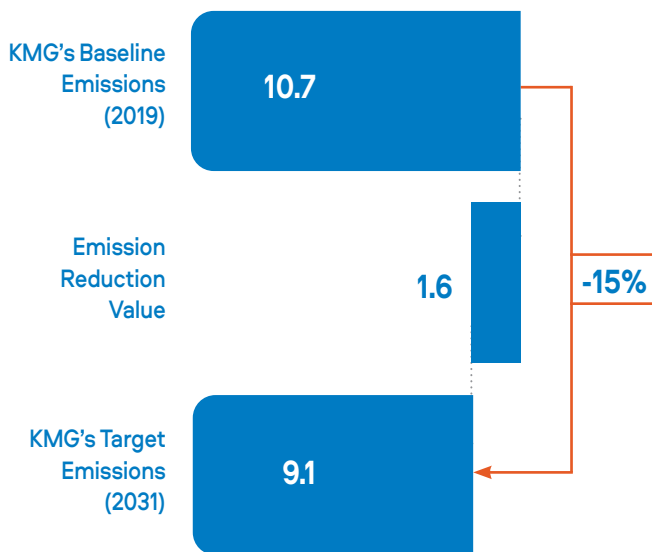 KMG's Baseline
Emissions
(2019)
10.7
Emission
Reduction
Value
1.6
-15%
KMG's Target
Emissions
(2031)
9.1